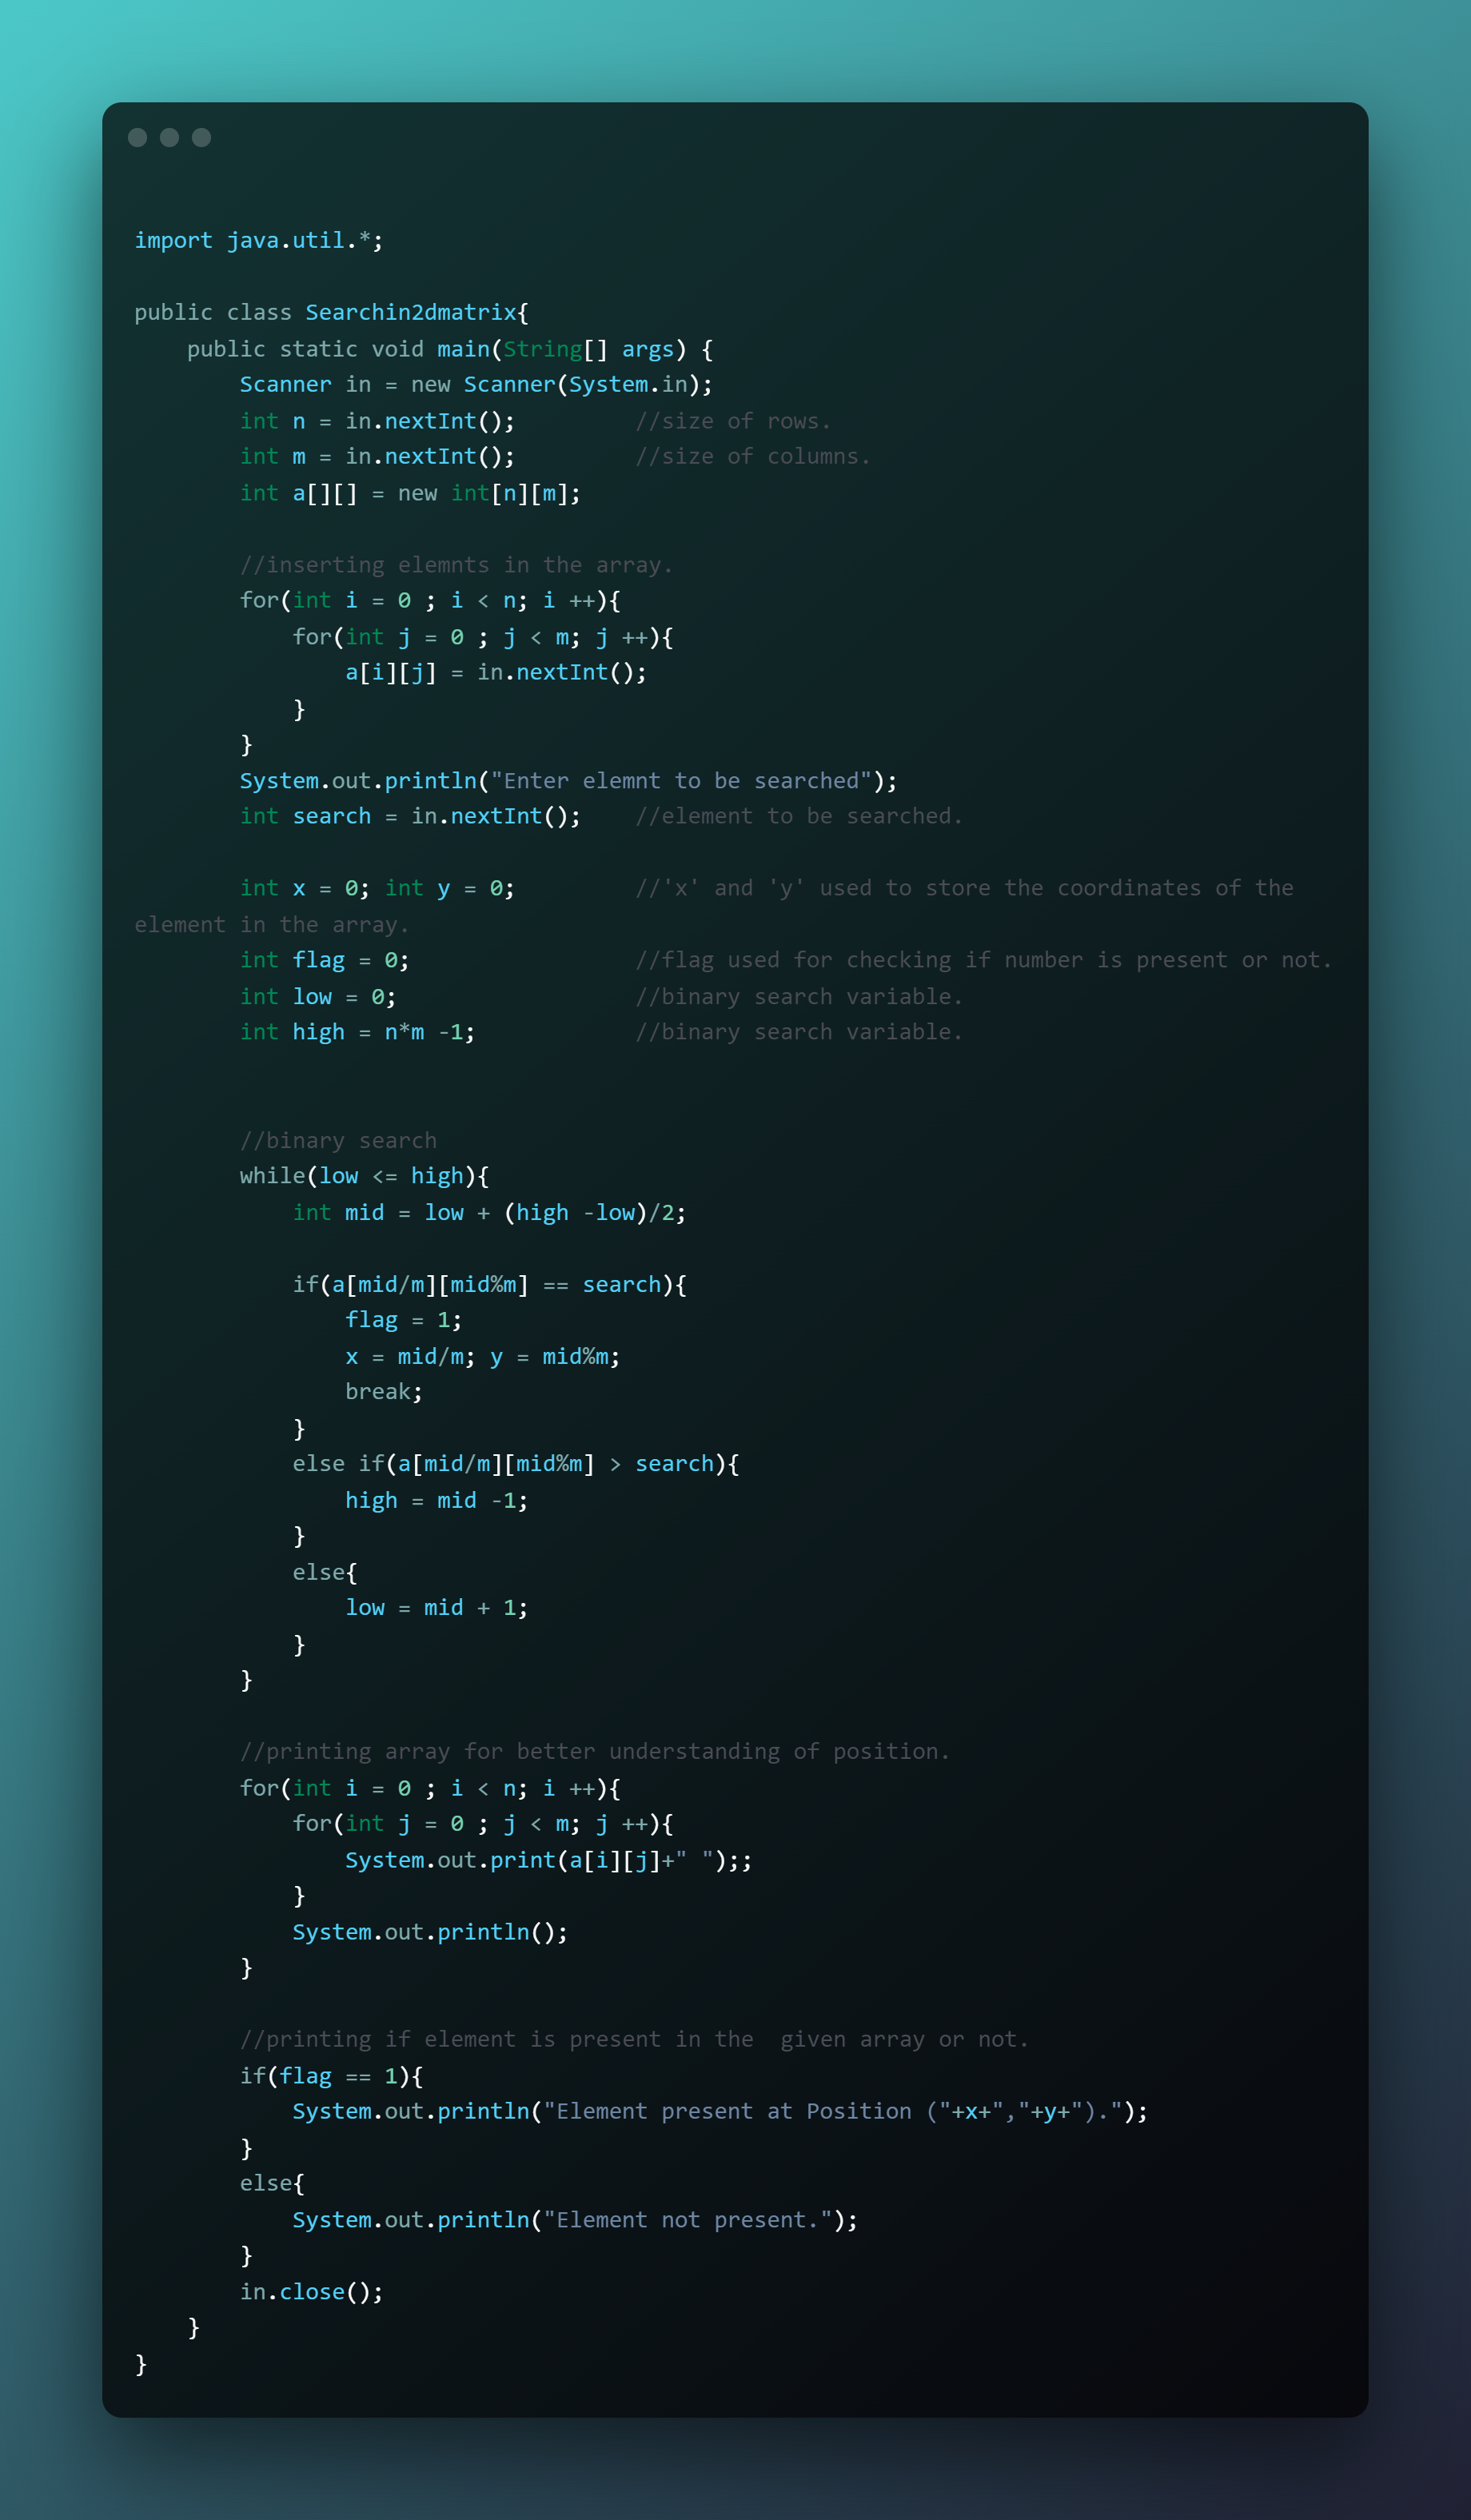 import java.util.*;

public class Searchin2dmatrix{
    public static void main(String[] args) {
        Scanner in = new Scanner(System.in);
        int n = in.nextInt();         //size of rows.
        int m = in.nextInt();         //size of columns.
        int a[][] = new int[n][m];

        //inserting elemnts in the array.
        for(int i = 0 ; i < n; i ++){
            for(int j = 0 ; j < m; j ++){
                a[i][j] = in.nextInt();
            }
        }
        System.out.println("Enter elemnt to be searched");
        int search = in.nextInt();    //element to be searched.

        int x = 0; int y = 0;         //'x' and 'y' used to store the coordinates of the
element in the array.
        int flag = 0;                 //flag used for checking if number is present or not.
        int low = 0;                  //binary search variable.
        int high = n*m -1;            //binary search variable.


        //binary search
        while(low <= high){
            int mid = low + (high -low)/2;

            if(a[mid/m][mid%m] == search){
                flag = 1;
                x = mid/m; y = mid%m;
                break;
            }
            else if(a[mid/m][mid%m] > search){
                high = mid -1;
            }
            else{
                low = mid + 1;
            }
        }

        //printing array for better understanding of position.
        for(int i = 0 ; i < n; i ++){
            for(int j = 0 ; j < m; j ++){
                System.out.print(a[i][j]+" ");;
            }
            System.out.println();
        }

        //printing if element is present in the  given array or not.
        if(flag == 1){
            System.out.println("Element present at Position ("+x+","+y+").");
        }
        else{
            System.out.println("Element not present.");
        }
        in.close();
    }
}